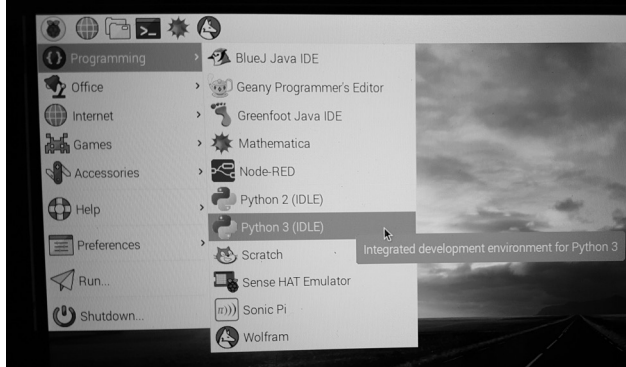 Programming
Office
Internet
Games
Accessories
Help
Preferences
Run...
Shutdown...
BlueJ Java IDE
Geany Programmer's Editor
Greenfoot Java IDE
Mathematica
Node-RED
Python 2 (IDLE)
Python 3 (IDLE)
Integrated development environment for Python 3
Scratch
Sense HAT Emulator
Sonic Pi
Wolfram